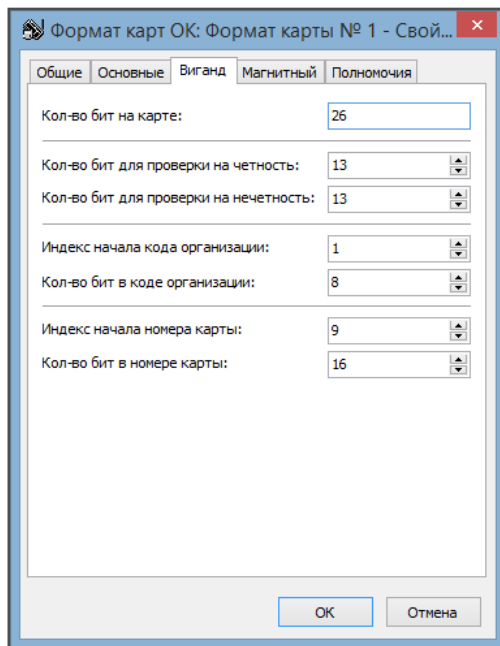 Формат карт ОК: Формат карты № 1 - Свой...
Общие Основные Виганд Магнитный Полномочия
Кол-во бит на карте: 26
Кол-во бит для проверки на четность: 13
Кол-во бит для проверки на нечетность: 13
Индекс начала кода организации: 1
Кол-во бит в коде организации: 8
Индекс начала номера карты: 9
Кол-во бит в номере карты: 16
ОК Отмена